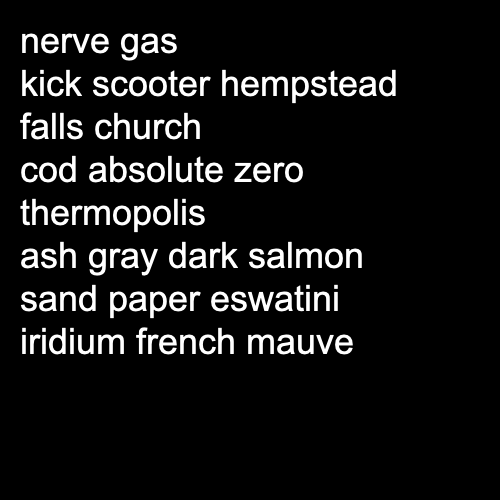 nerve gas
kick scooter hempstead
falls church
cod absolute zero
thermopolis
ash gray dark salmon
sand paper eswatini
iridium french mauve